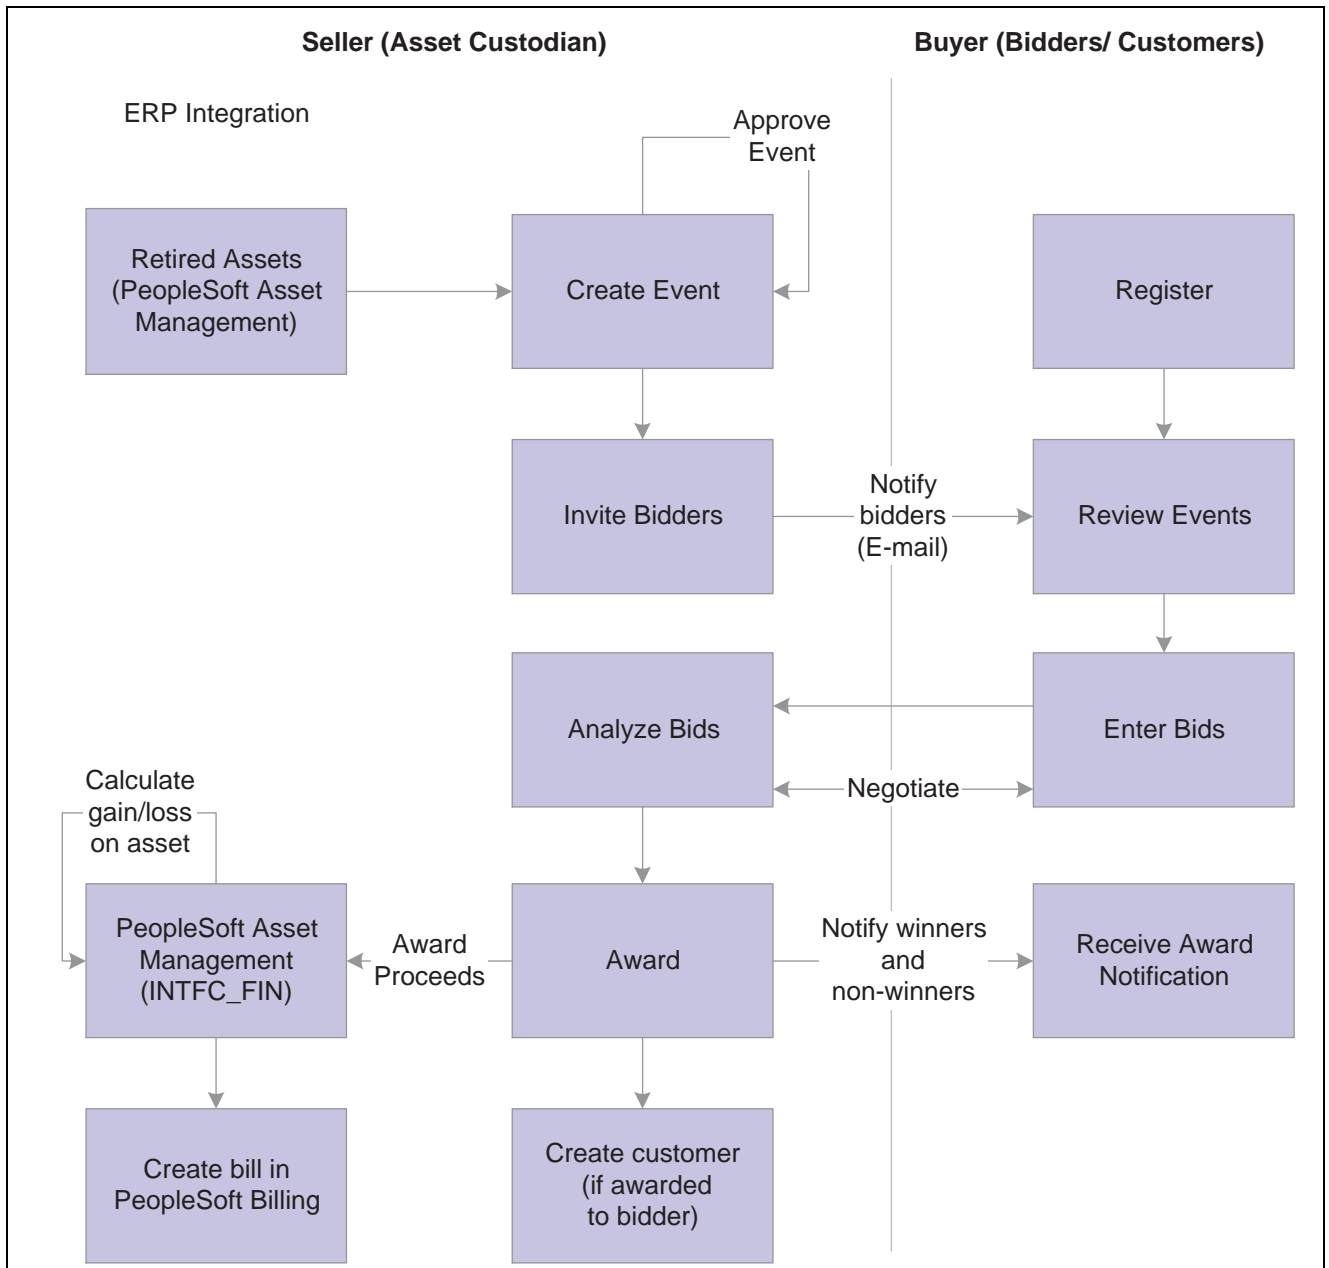 Seller (Asset Custodian)
Buyer (Bidders/ Customers)
ERP Integration
Approve
Event
Retired Assets
(PeopleSoft Asset
Management)
Create Event
Register
Invite Bidders
Notify
bidders
(E-mail)
Review Events
Analyze Bids
Enter Bids
Negotiate
Calculate
gain/loss
on asset
PeopleSoft Asset
Management
(INTFC_FIN)
Award
Proceeds
Award
Notify winners
and
non-winners
Receive Award
Notification
Create bill in
PeopleSoft Billing
Create customer
(if awarded
to bidder)